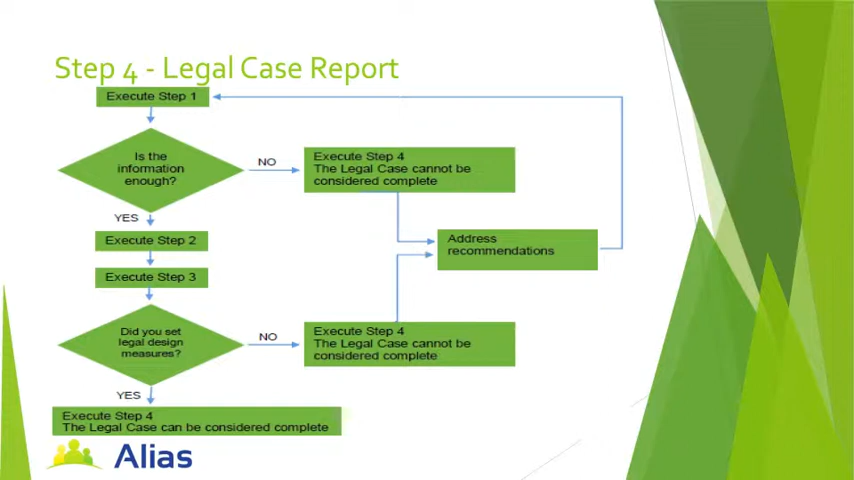 Step 4 - Legal Case Report
Execute Step 1
Is the
information
enough?
NO
Execute Step 4
The Legal Case cannot be
considered complete
YES
Execute Step 2
Address
recommendations
Execute Step 3
Did you set
legal design
measures?
NO
Execute Step 4
The Legal Case cannot be
considered complete
YES
Execute Step 4
The Legal Case can be considered complete
Alias